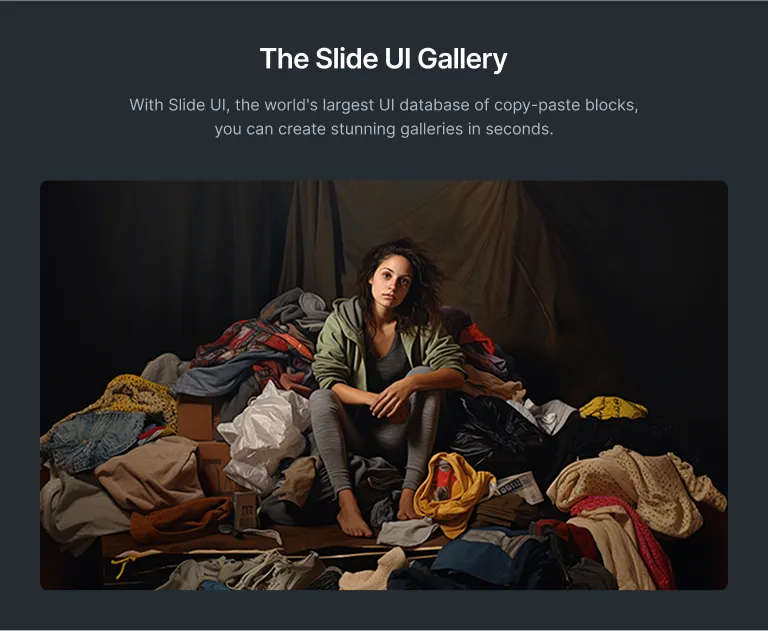 The Slide UI Gallery
With Slide UI, the world's largest UI database of copy-paste blocks,
you can create stunning galleries in seconds.